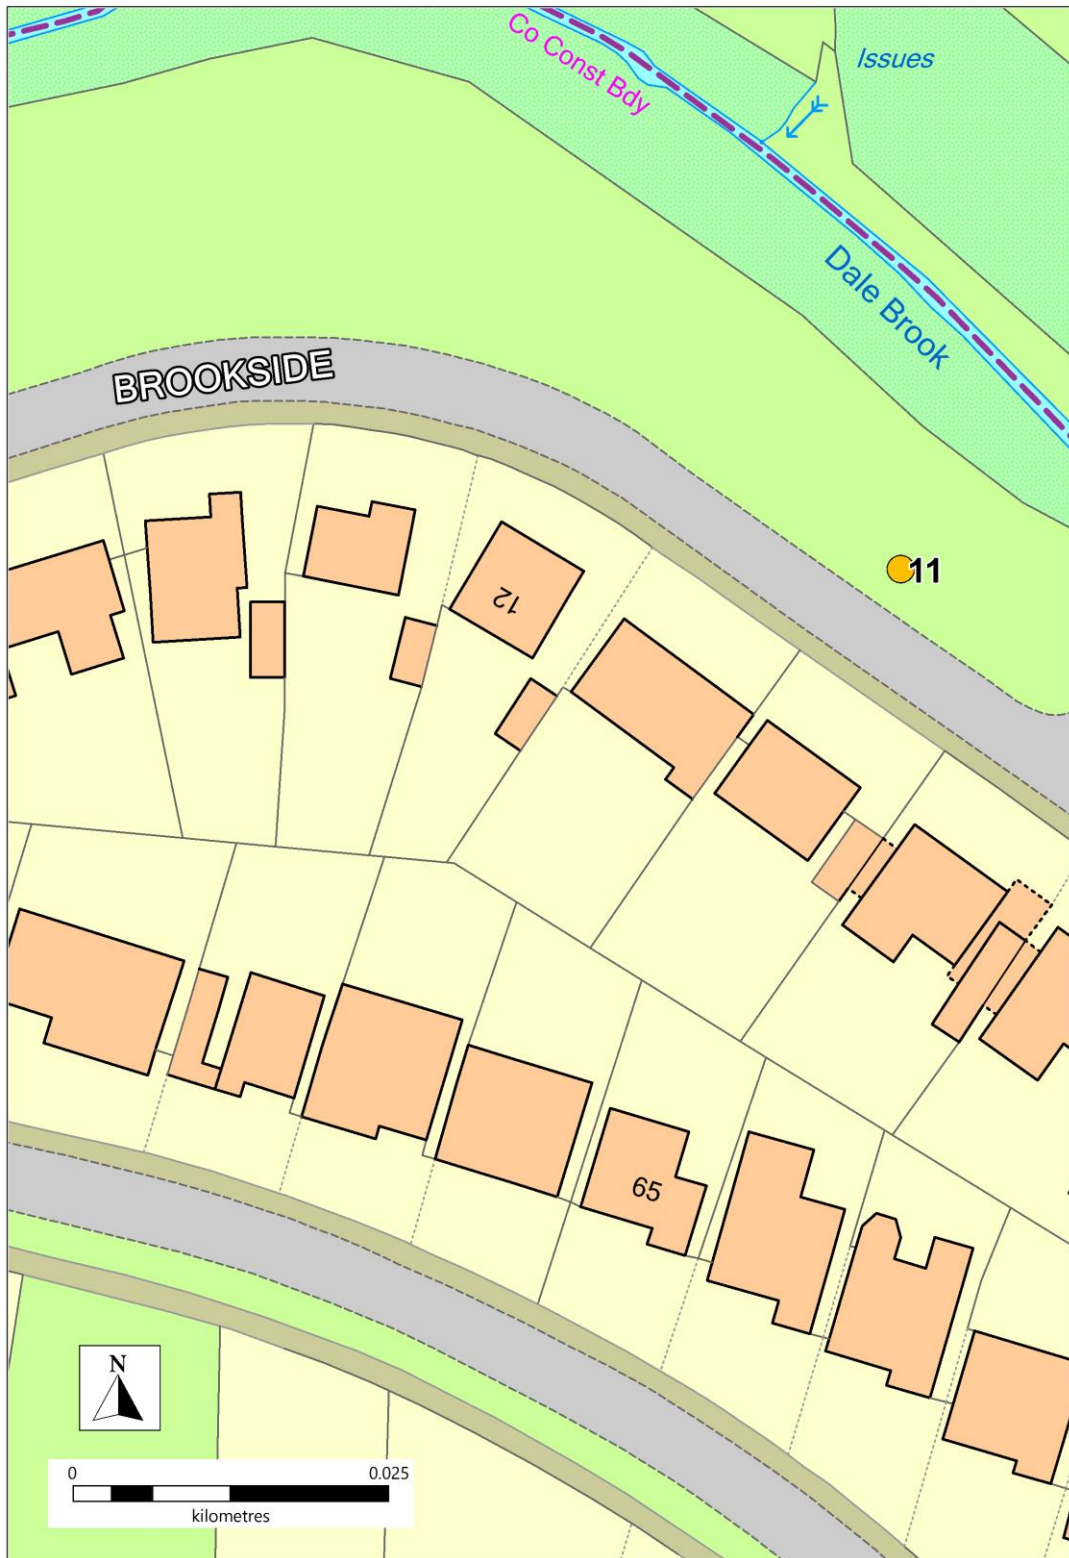 Co Const Bdy
Issues
Dale Brook
BROOKSIDE
11
12
65
N
0 0.025
kilometres